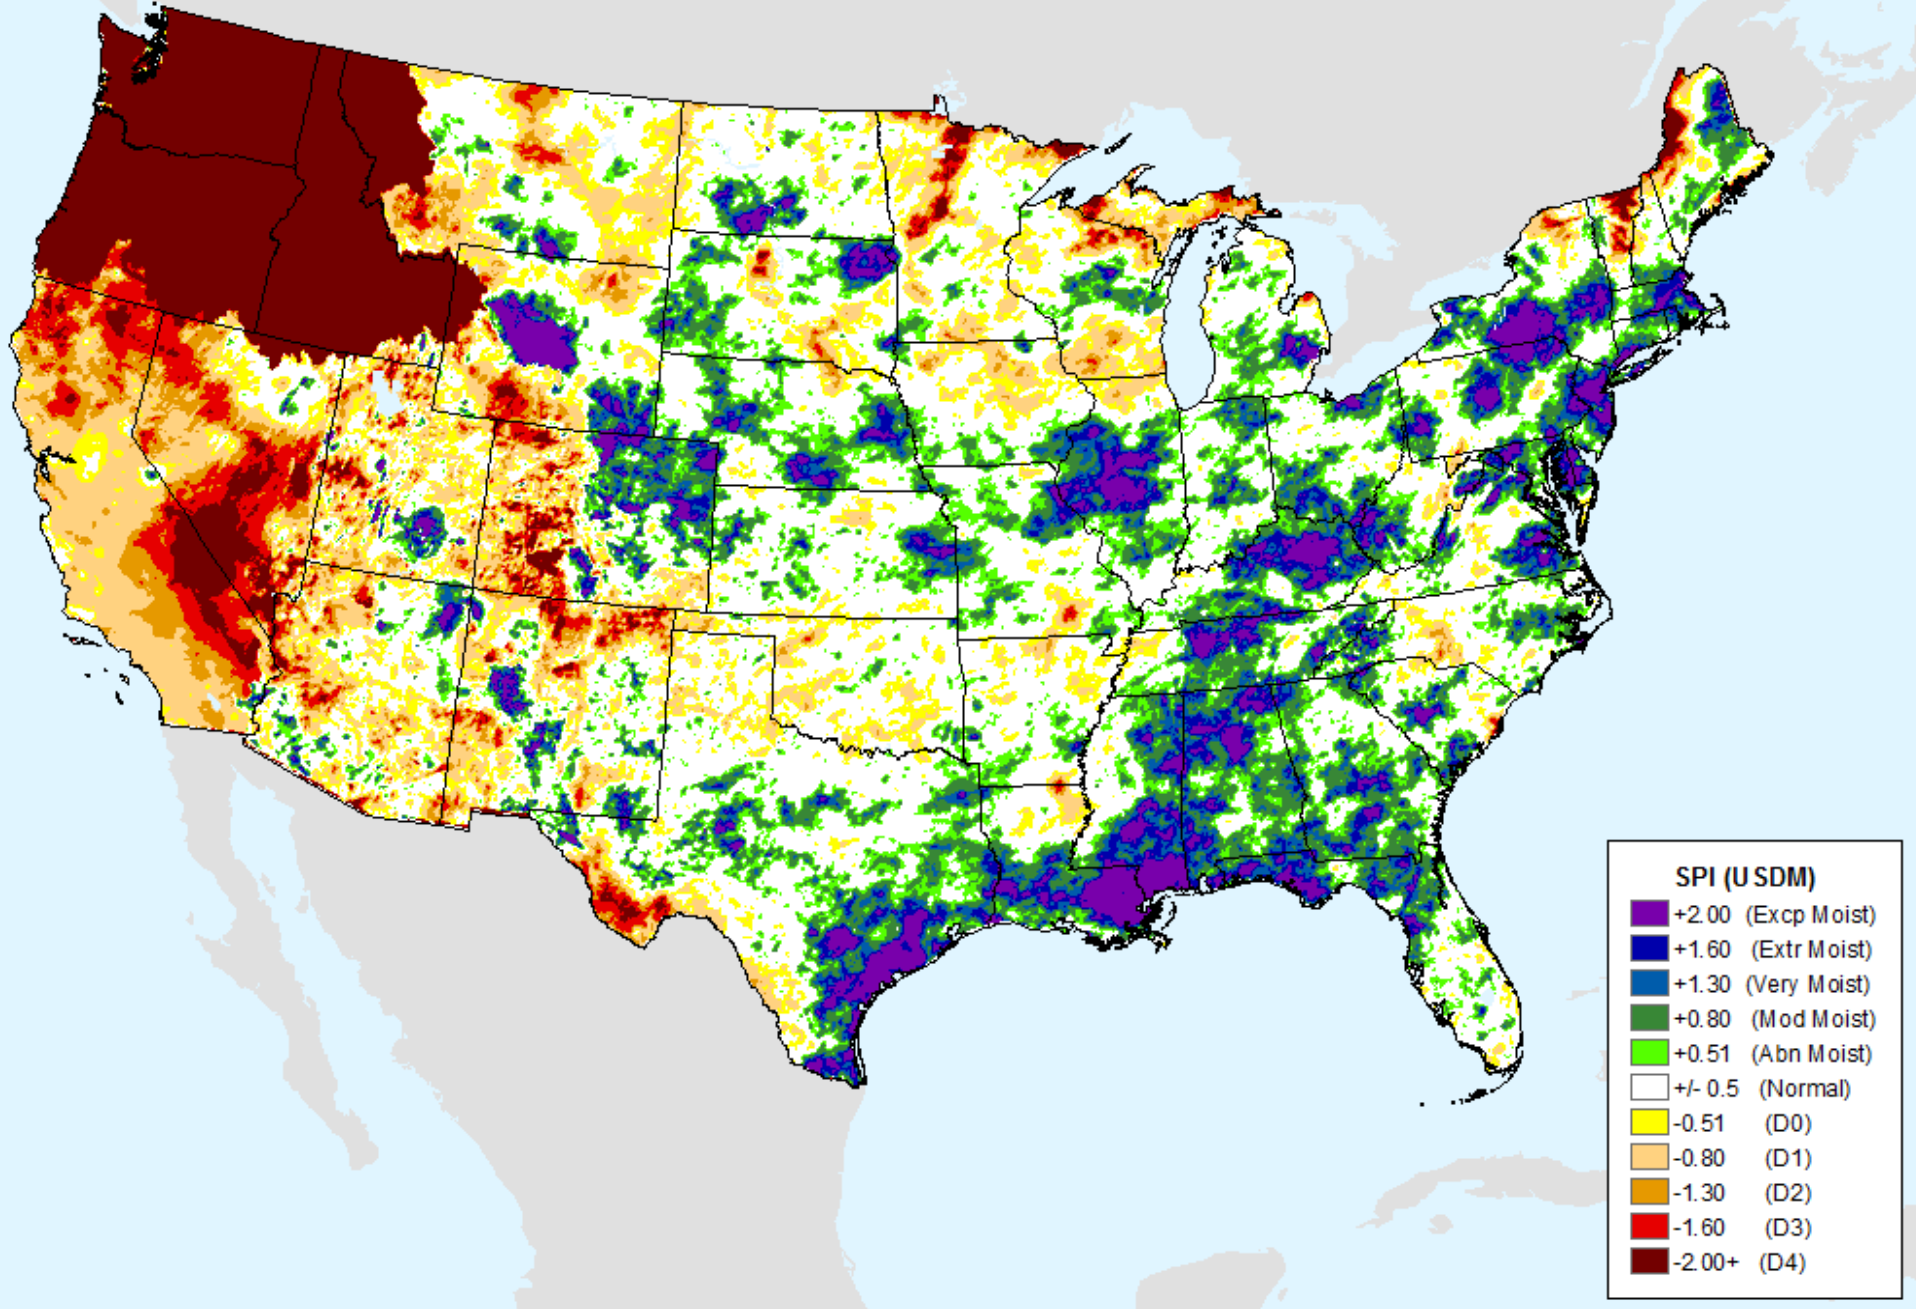 SPI (USDM)
+2.00 (Excp Moist)
+1.60 (Extr Moist)
+1.30 (Very Moist)
+0.80 (Mod Moist)
+0.51 (Abn Moist)
+/- 0.5 (Normal)
-0.51 (D0)
-0.80 (D1)
-1.30 (D2)
-1.60 (D3)
-2.00+ (D4)